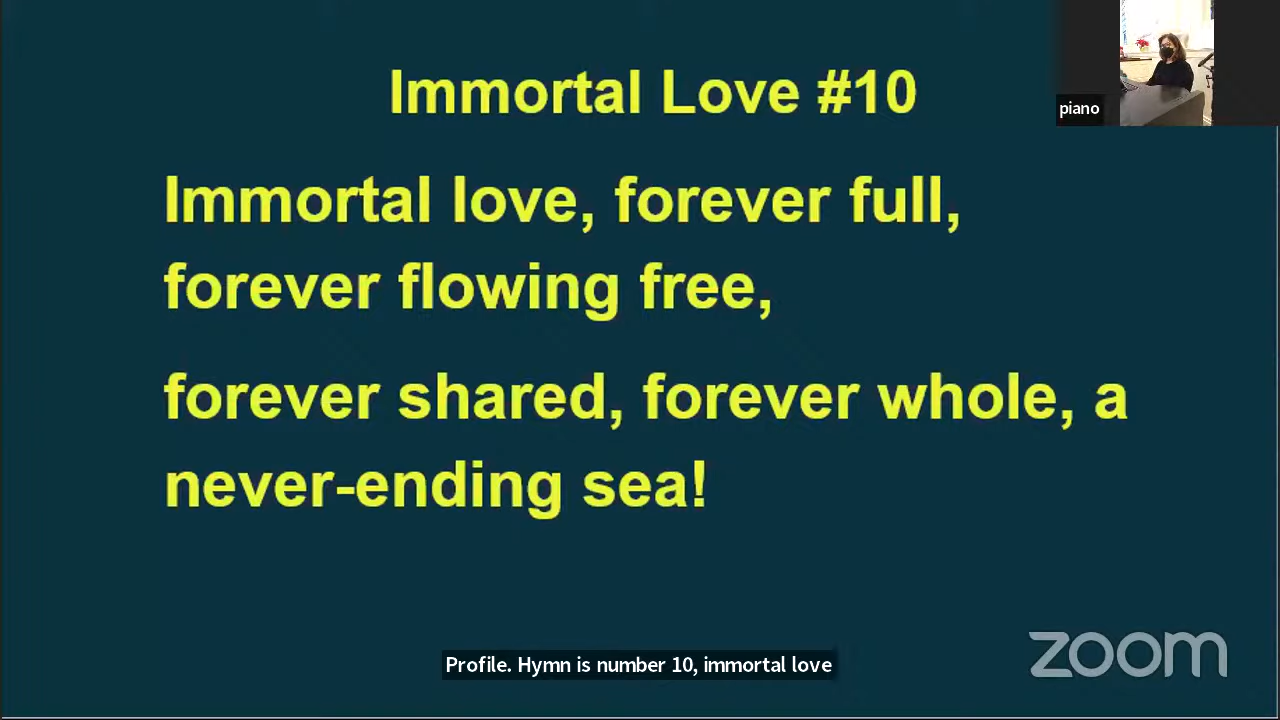 Immortal Love #10
piano
Immortal love, forever full,
forever flowing free,
forever shared, forever whole, a
never-ending sea!
Profile. Hymn is number 10, immortal love
zoom